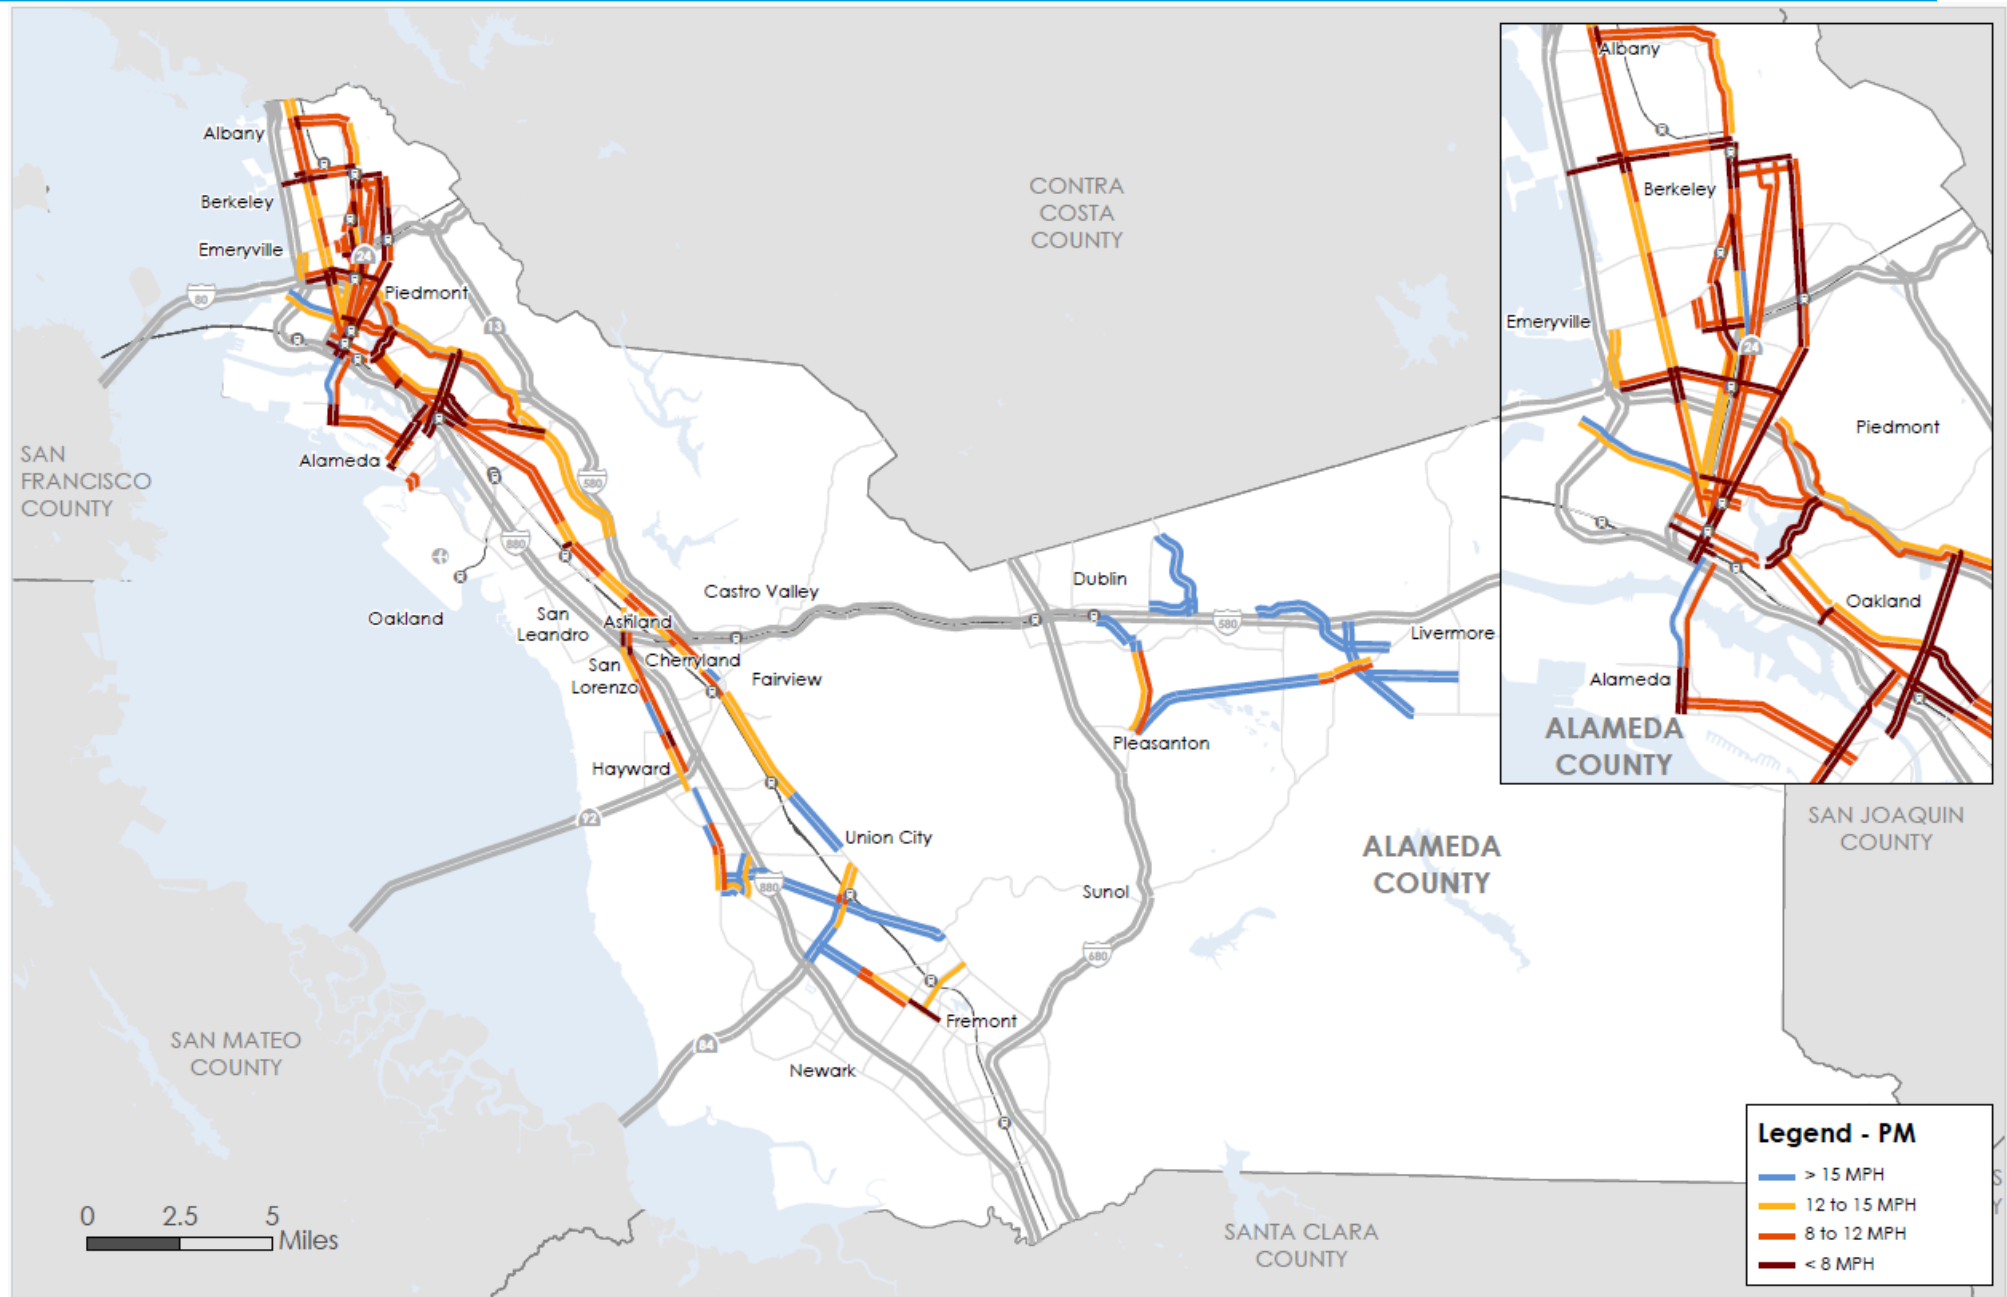 Albany
Berkeley
Emeryville
24
80
Piedmont
13
SAN
FRANCISCO
COUNTY
Alameda
580
880
Oakland
San
Leandro
Ashland
Castro Valley
Cherryland
San
Lorenzo
Fairview
Hayward
92
Union City
880
84
Newark
Fremont
SAN MATEO
COUNTY
CONTRA
COSTA
COUNTY
Dublin
580
Livermore
Pleasanton
Sunol
680
ALAMEDA
COUNTY
SAN JOAQUIN
COUNTY
SANTA CLARA
COUNTY
Albany
Berkeley
Emeryville
24
Piedmont
Oakland
Alameda
ALAMEDA
COUNTY
0 2.5 5
Miles
Legend - PM
> 15 MPH
12 to 15 MPH
8 to 12 MPH
< 8 MPH
S
Y